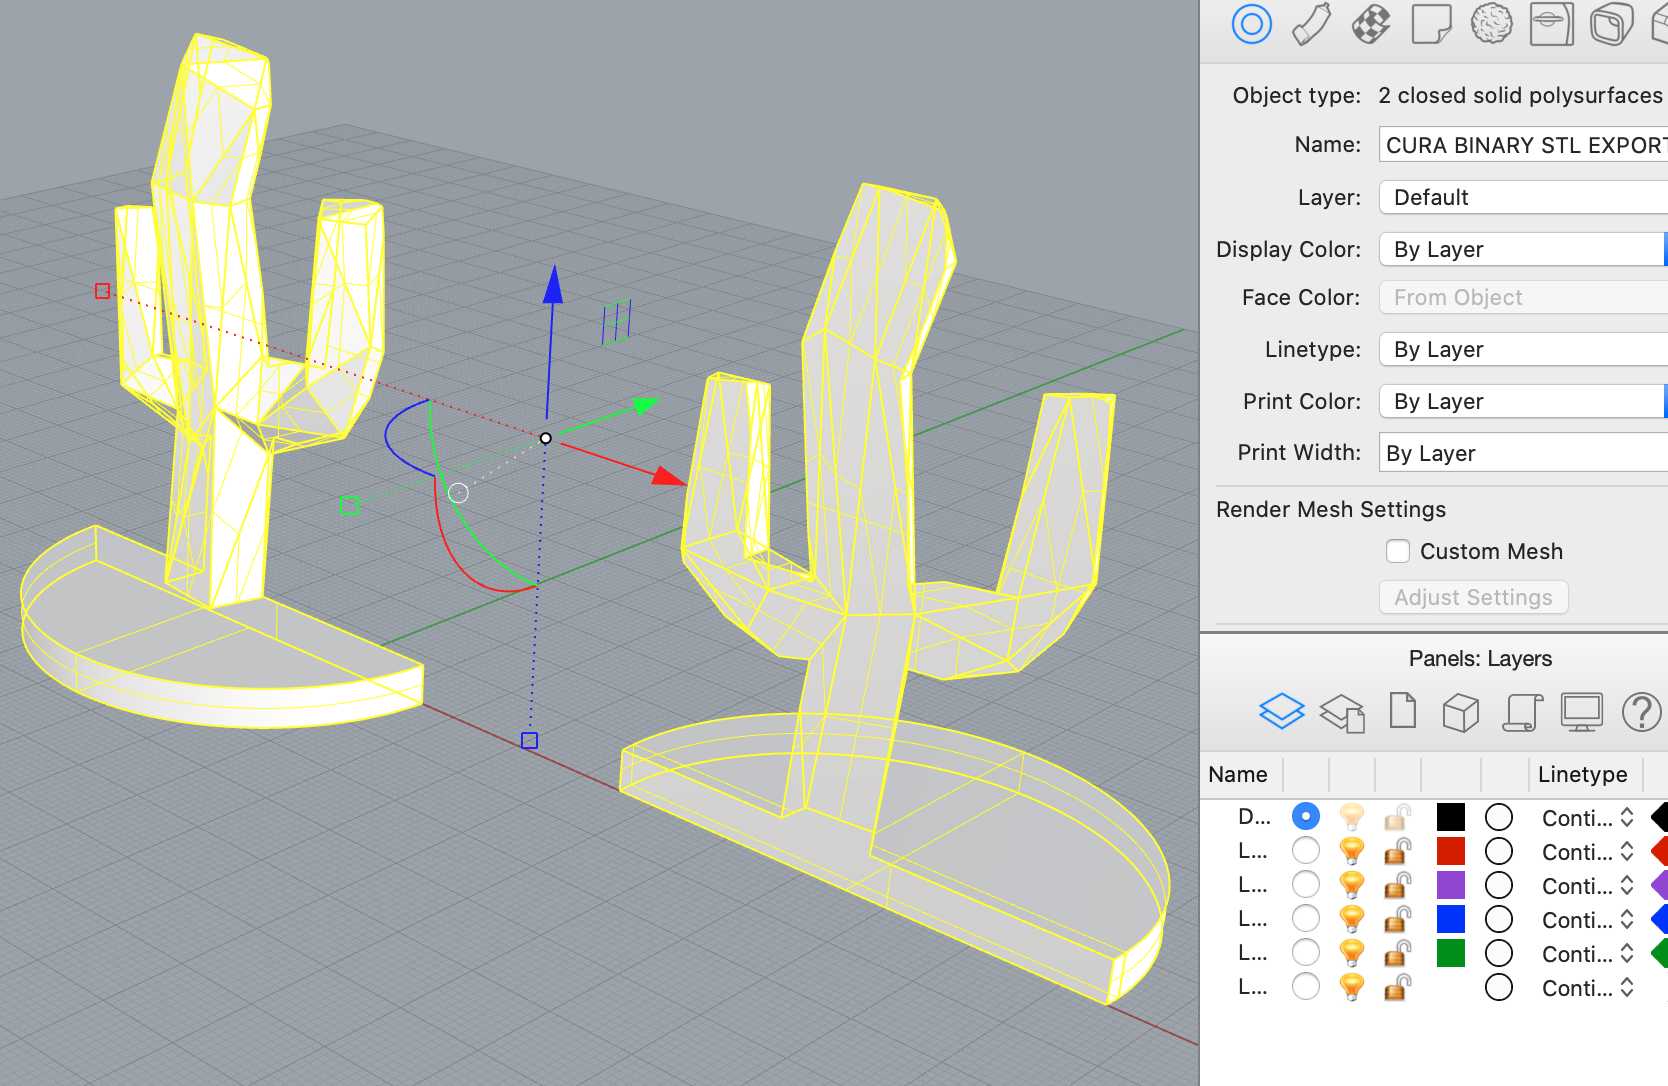 Object type: 2 closed solid polysurfaces
Name: CURA BINARY STL EXPORT
Layer: Default
Display Color: By Layer
Face Color: From Object
Linetype: By Layer
Print Color: By Layer
Print Width: By Layer
Render Mesh Settings
Custom Mesh
Adjust Settings
Panels: Layers
?
Name Linetype
D... Conti...
L... Conti...
L... Conti...
L... Conti...
L... Conti...
L... Conti...